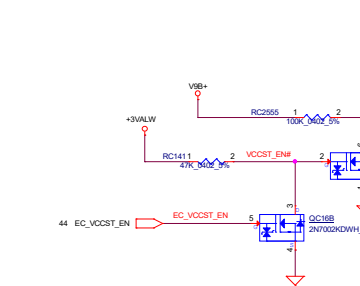 V9B+
RC2555 1 2
100K_0402_5%
+3VALW
RC1411 1 2 VCCST_EN# 2
47K_0402_5%
3
EC_VCCST_EN 5 QC16B
44 EC_VCCST_EN
2N7002KDWH
4